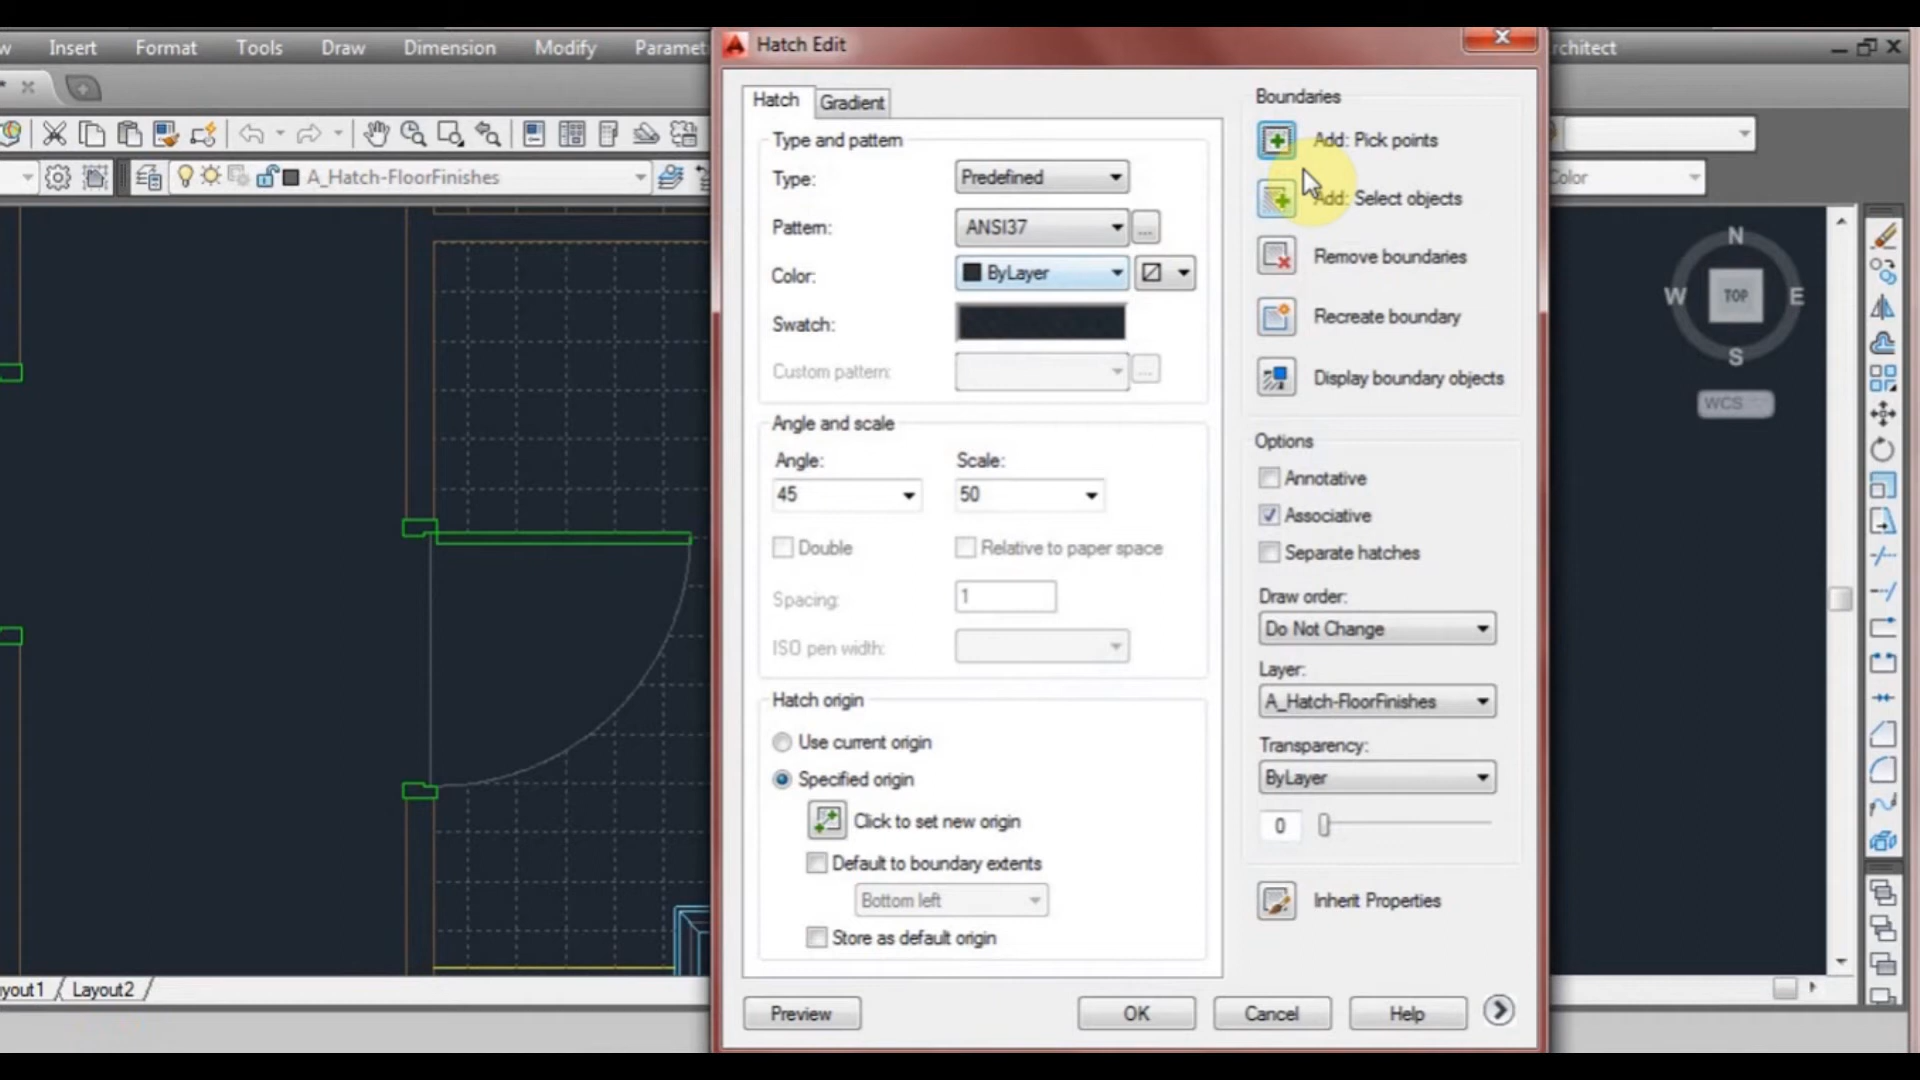 Hatch Edit
Insert Format Tools Draw Dimension Modify Paramet
rchitect
A_Hatch-FloorFinishes
Color
Hatch Gradient
Type and pattern
Type: Predefined
Pattern: ANSI37 ...
Color: ByLayer
Swatch:
Custom pattern: ...
Angle and scale
Angle: Scale:
45 50
Double Relative to paper space
Spacing: 1
ISO pen width:
Hatch origin
Use current origin
Specified origin
Click to set new origin
Default to boundary extents
Bottom left
Store as default origin
Boundaries
Add: Pick points
Add: Select objects
Remove boundaries
Recreate boundary
Display boundary objects
Options
Annotative
Associative
Separate hatches
Draw order:
Do Not Change
Layer:
A_Hatch-FloorFinishes
Transparency:
ByLayer
0
Inherit Properties
Preview OK Cancel Help
N
W TOP E
S
WCS
yout1 Layout2